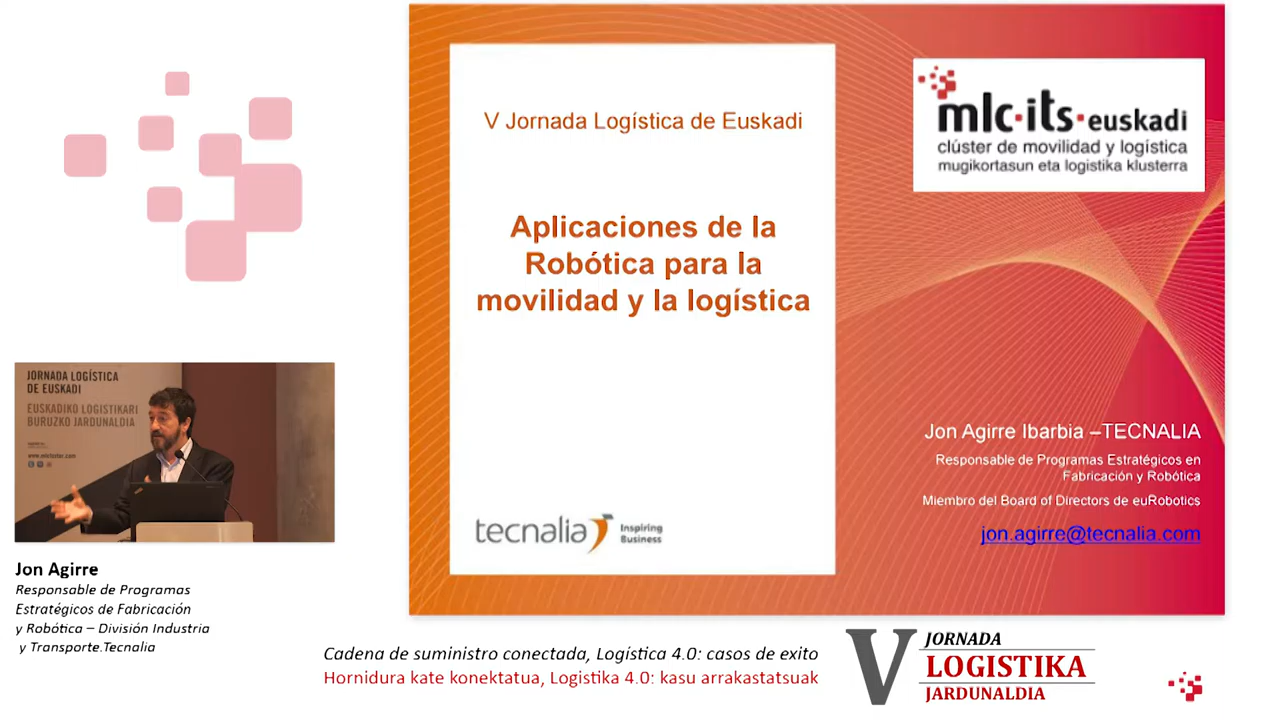 V Jornada Logística de Euskadi
Aplicaciones de la
Robótica para la
movilidad y la logística
tecnalia
Inspiring
Business
mlc·its·euskadi
clúster de movilidad y logística
mugikortasun eta logistika klusterra
Jon Agirre Ibarbia –TECNALIA
Responsable de Programas Estratégicos en
Fabricación y Robótica
Miembro del Board of Directors de euRobotics
jon.agirre@tecnalia.com
JORNADA LOGÍSTICA
DE EUSKADI
EUSKADIKO LOGISTIKARI
BURUZKO JARDUNALDIA
www.mlcluster.com
Jon Agirre
Responsable de Programas
Estratégicos de Fabricación
y Robótica – División Industria
y Transporte.Tecnalia
Cadena de suministro conectada, Logística 4.0: casos de exito
Hornidura kate konektatua, Logistika 4.0: kasu arrakastatsuak
V JORNADA
LOGISTIKA
JARDUNALDIA